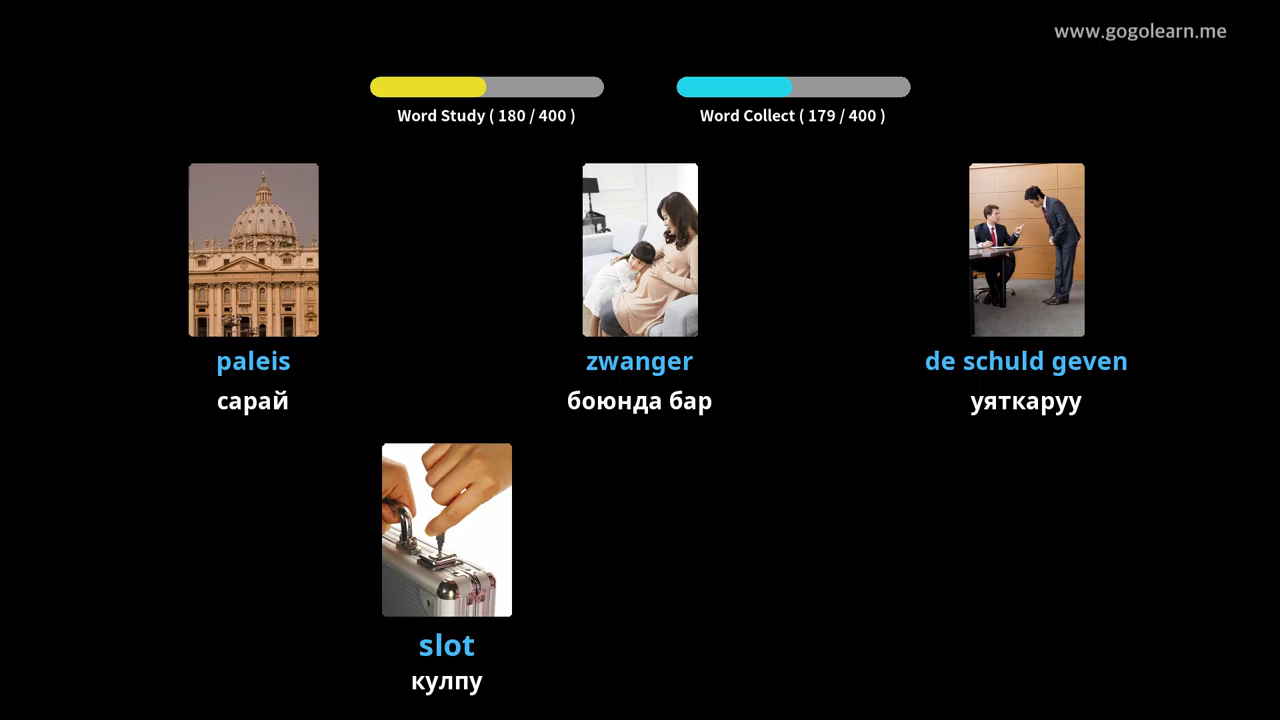 www.gogolearn.me
Word Study ( 180 / 400 )
Word Collect ( 179 / 400 )
paleis
сарай
zwanger
боюнда бар
de schuld geven
уяткаруу
slot
кулпу